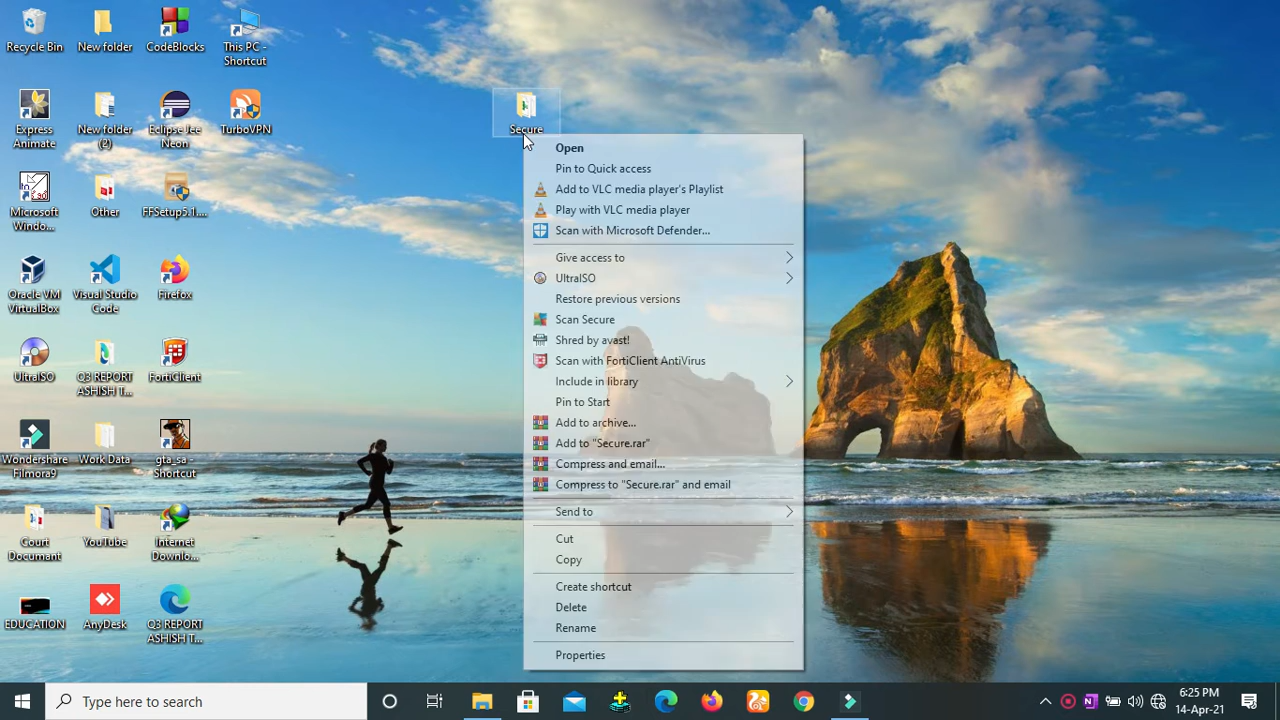 Recycle Bin
New folder
CodeBlocks
This PC -
Shortcut
Express
Animate
New folder
(2)
Eclipse Jee
Neon
TurboVPN
Secure
Microsoft
Windo...
Other
FFSetup5.1....
Oracle VM
VirtualBox
Visual Studio
Code
Firefox
UltraISO
Q3 REPORT
ASHISH T...
FortiClient
Wondershare
Filmora9
Work Data
gta_sa -
Shortcut
Court
Documant
YouTube
Internet
Downlo...
EDUCATION
AnyDesk
Q3 REPORT
ASHISH T...
Open
Pin to Quick access
Add to VLC media player's Playlist
Play with VLC media player
Scan with Microsoft Defender...
Give access to
UltraISO
Restore previous versions
Scan Secure
Shred by avast!
Scan with FortiClient AntiVirus
Include in library
Pin to Start
Add to archive...
Add to "Secure.rar"
Compress and email...
Compress to "Secure.rar" and email
Send to
Cut
Copy
Create shortcut
Delete
Rename
Properties
Type here to search
6:25 PM
14-Apr-21